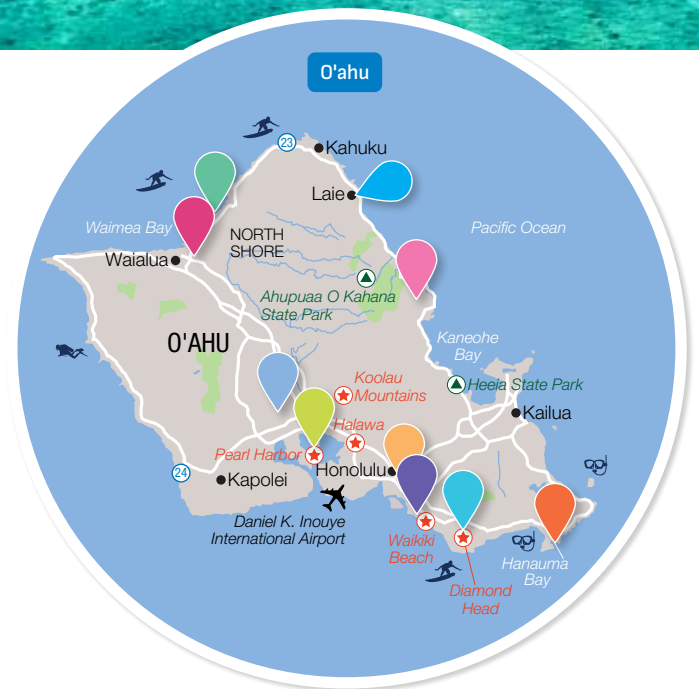 O'ahu
23
Kahuku
Laie
Waimea Bay
NORTH
SHORE
Pacific Ocean
Waialua
Ahupuaa O Kahana
State Park
O'AHU
Kaneohe
Bay
Koolau
Mountains
Heeia State Park
Halawa
Kailua
Pearl Harbor
Honolulu
24
Kapolei
Daniel K. Inouye
International Airport
Waikiki
Beach
Hanauma
Bay
Diamond
Head